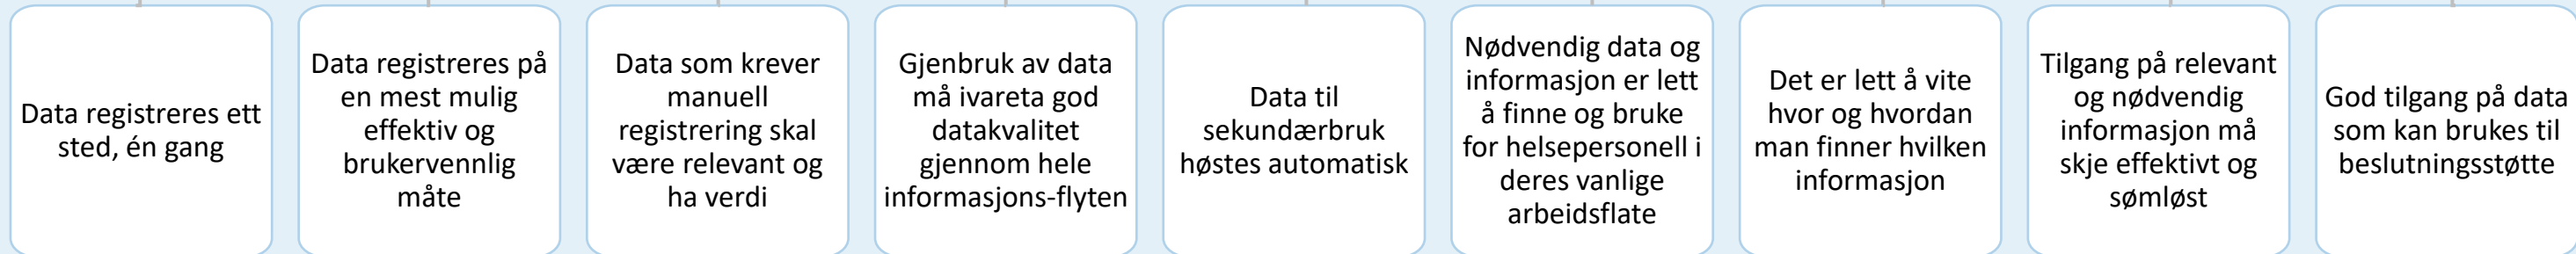 Data registreres ett
sted, én gang
Data registreres på
en mest mulig
effektiv og
brukervennlig
måte
Data som krever
manuell
registrering skal
være relevant og
ha verdi
Gjenbruk av data
må ivareta god
datakvalitet
gjennom hele
informasjons-flyten
Data til
sekundærbruk
høstes automatisk
Nødvendig data og
informasjon er lett
å finne og bruke
for helsepersonell i
deres vanlige
arbeidsflate
Det er lett å vite
hvor og hvordan
man finner hvilken
informasjon
Tilgang på relevant
og nødvendig
informasjon må
skje effektivt og
sømløst
God tilgang på data
som kan brukes til
beslutningsstøtte